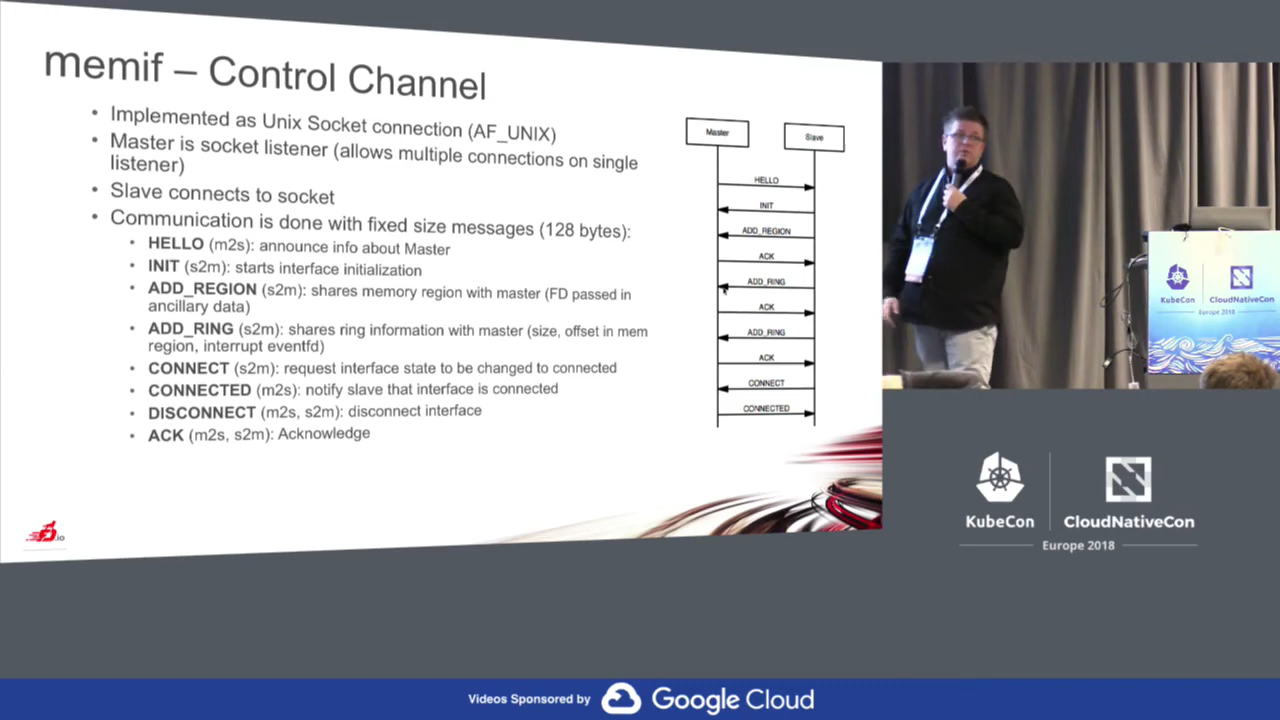 memif – Control Channel
• Implemented as Unix Socket connection (AF_UNIX)
• Master is socket listener (allows multiple connections on single
listener)
• Slave connects to socket
• Communication is done with fixed size messages (128 bytes):
• HELLO (m2s): announce info about Master
• INIT (s2m): starts interface initialization
• ADD_REGION (s2m): shares memory region with master (FD passed in
ancillary data)
• ADD_RING (s2m): shares ring information with master (size, offset in mem
region, interrupt eventfd)
• CONNECT (s2m): request interface state to be changed to connected
• CONNECTED (m2s): notify slave that interface is connected
• DISCONNECT (m2s, s2m): disconnect interface
• ACK (m2s, s2m): Acknowledge
Master
Slave
HELLO
INIT
ADD_REGION
ACK
ADD_RING
ACK
ADD_RING
ACK
CONNECT
CONNECTED
.io
KubeCon
CloudNativeCon
Europe 2018
KubeCon
CloudNativeCon
Europe 2018
Videos Sponsored by Google Cloud